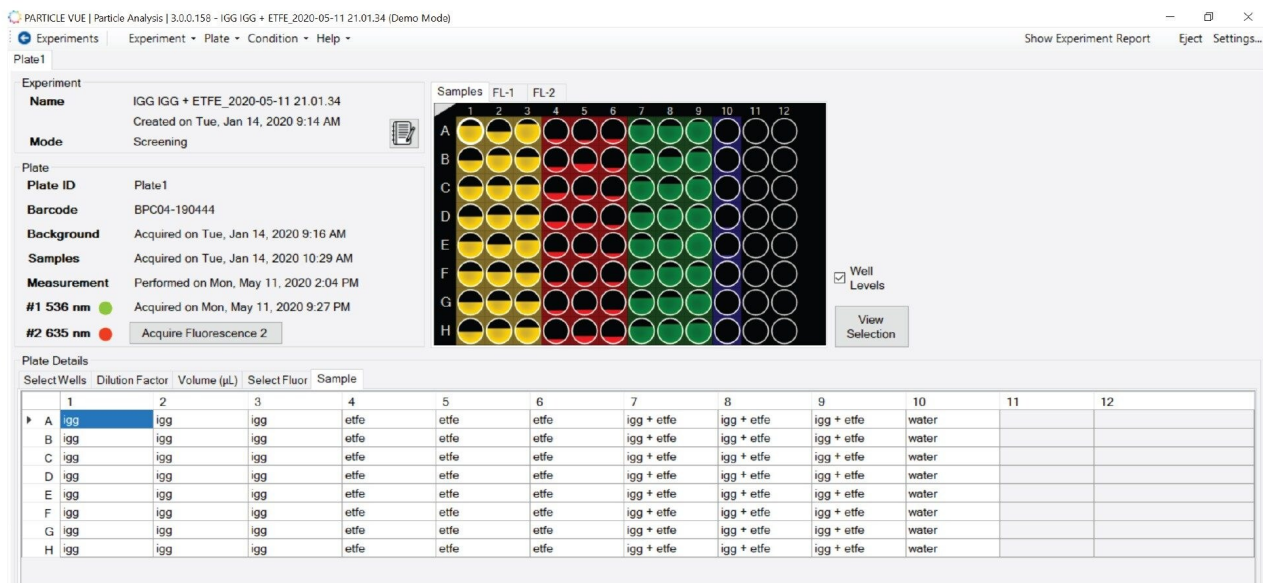 PARTICLE VUE | Particle Analysis | 3.0.0.158 - IGG IGG + ETFE_2020-05-11 21.01.34 (Demo Mode)
Experiments Experiment Plate Condition Help Show Experiment Report Eject Settings...
Plate1
Experiment
Name IGG IGG + ETFE_2020-05-11 21.01.34
Created on Tue, Jan 14, 2020 9:14 AM
Mode Screening
Plate
Plate ID Plate1
Barcode BPC04-190444
Background Acquired on Tue, Jan 14, 2020 9:16 AM
Samples Acquired on Tue, Jan 14, 2020 10:29 AM
Measurement Performed on Mon, May 11, 2020 2:04 PM
#1 536 nm Acquired on Mon, May 11, 2020 9:27 PM
#2 635 nm Acquire Fluorescence 2
Samples FL-1 FL-2
1 2 3 4 5 6 7 8 9 10 11 12
A
B
C
D
E
F
G
H
Well
Levels
View
Selection
Plate Details
Select Wells Dilution Factor Volume (µL) Select Fluor Sample
1 2 3 4 5 6 7 8 9 10 11 12
A igg igg igg etfe etfe etfe igg + etfe igg + etfe igg + etfe water
B igg igg igg etfe etfe etfe igg + etfe igg + etfe igg + etfe water
C igg igg igg etfe etfe etfe igg + etfe igg + etfe igg + etfe water
D igg igg igg etfe etfe etfe igg + etfe igg + etfe igg + etfe water
E igg igg igg etfe etfe etfe igg + etfe igg + etfe igg + etfe water
F igg igg igg etfe etfe etfe igg + etfe igg + etfe igg + etfe water
G igg igg igg etfe etfe etfe igg + etfe igg + etfe igg + etfe water
H igg igg igg etfe etfe etfe igg + etfe igg + etfe igg + etfe water